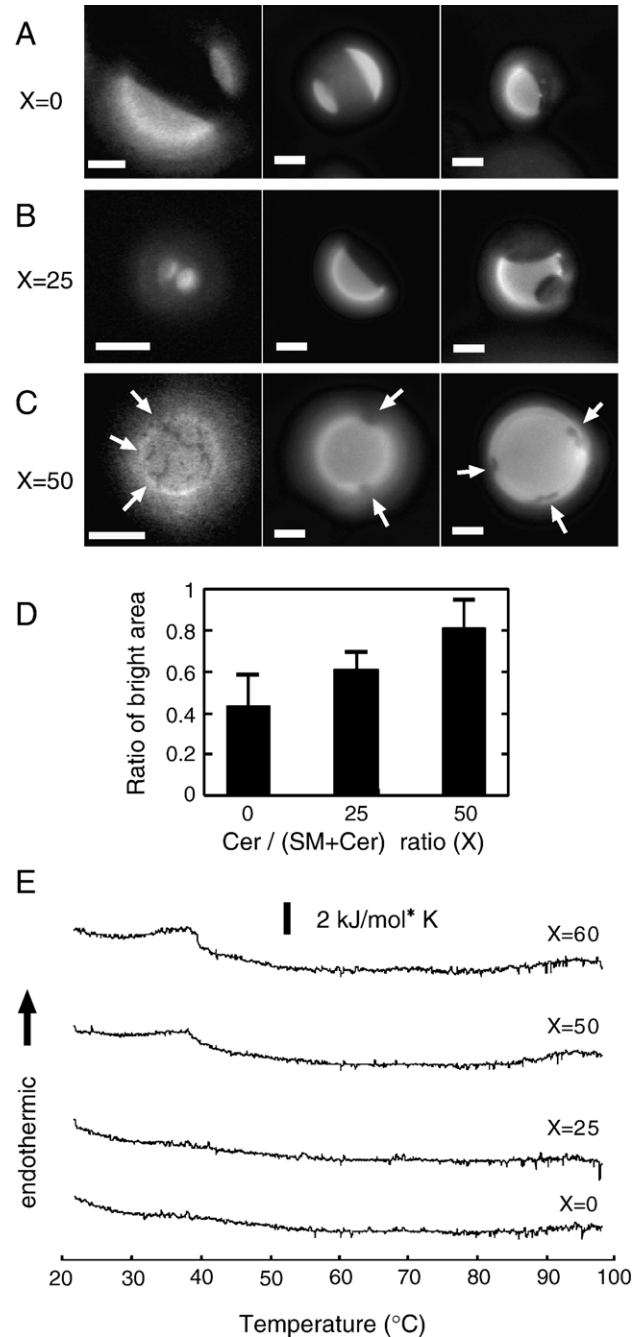 A
X=0
B
X=25
C
X=50
D
Ratio of bright area
1
0.8
0.6
0.4
0.2
0
0 25 50
Cer / (SM+Cer) ratio (X)
E
2 kJ/mol* K
X=60
X=50
X=25
X=0
endothermic
20 30 40 50 60 70 80 90 100
Temperature (°C)